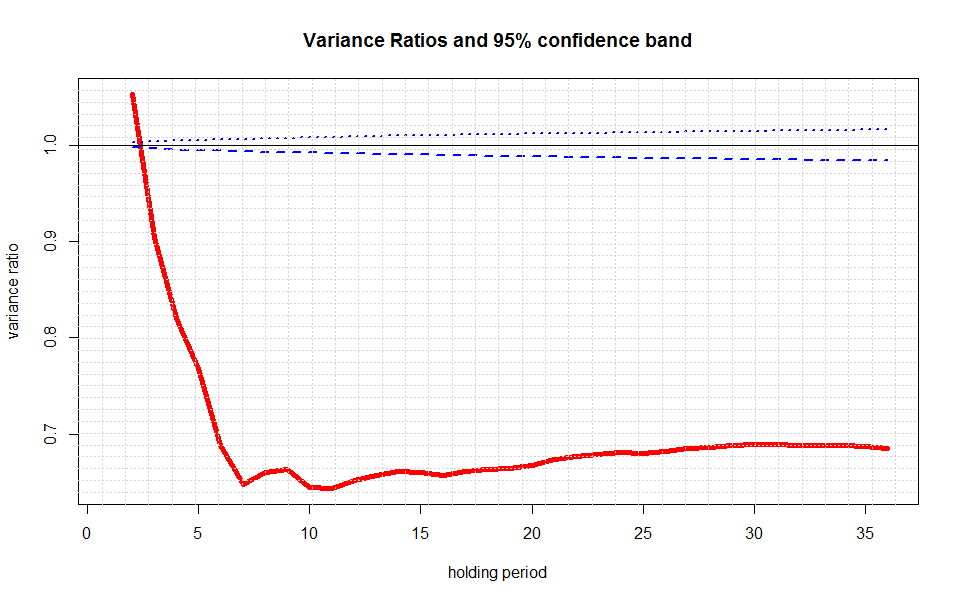 Variance Ratios and 95% confidence band
variance ratio
1.0
0.9
0.8
0.7
0 5 10 15 20 25 30 35
holding period